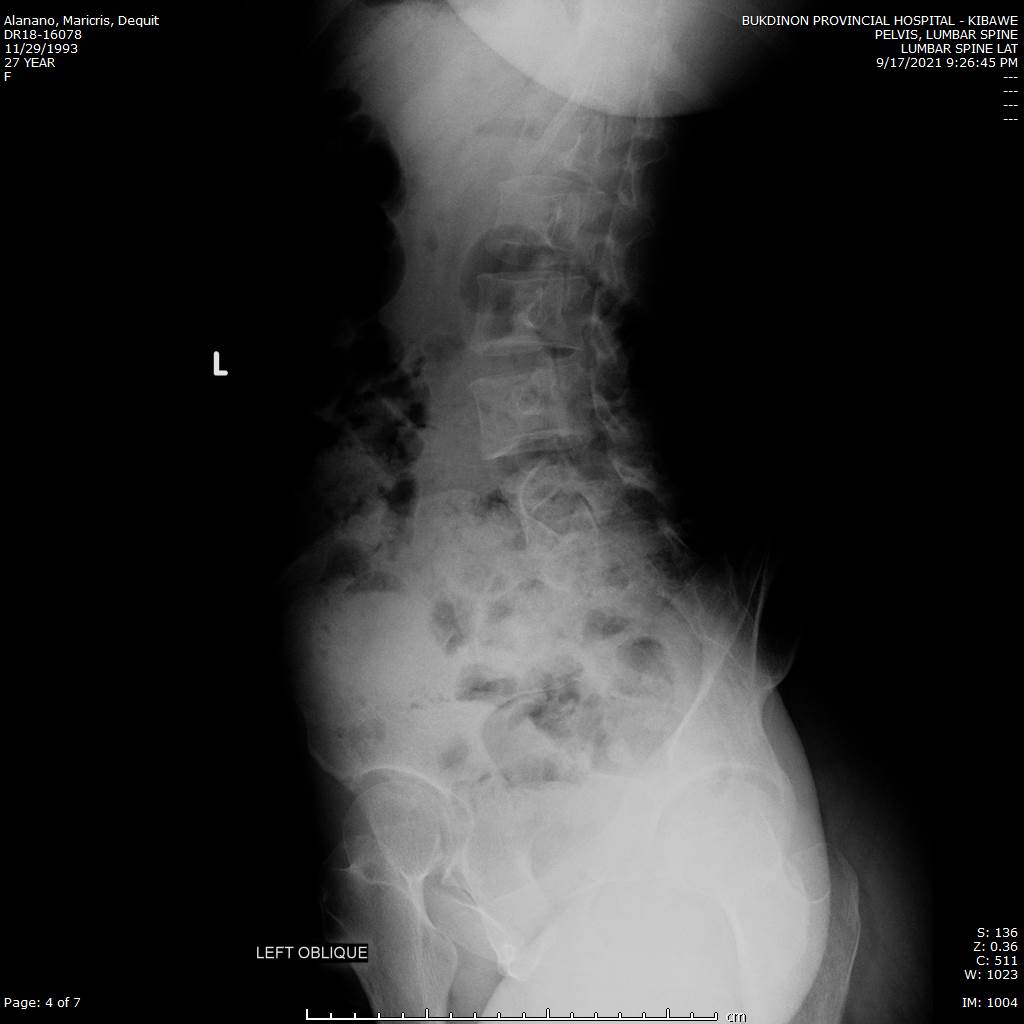 Alanano, Maricris, Dequit
DR18-16078
11/29/1993
27 YEAR
F
BUKDINON PROVINCIAL HOSPITAL - KIBAWE
PELVIS, LUMBAR SPINE
LUMBAR SPINE LAT
9/17/2021 9:26:45 PM
---
---
---
---
L
LEFT OBLIQUE
S: 136
Z: 0.36
C: 511
W: 1023
Page: 4 of 7
IM: 1004
cm